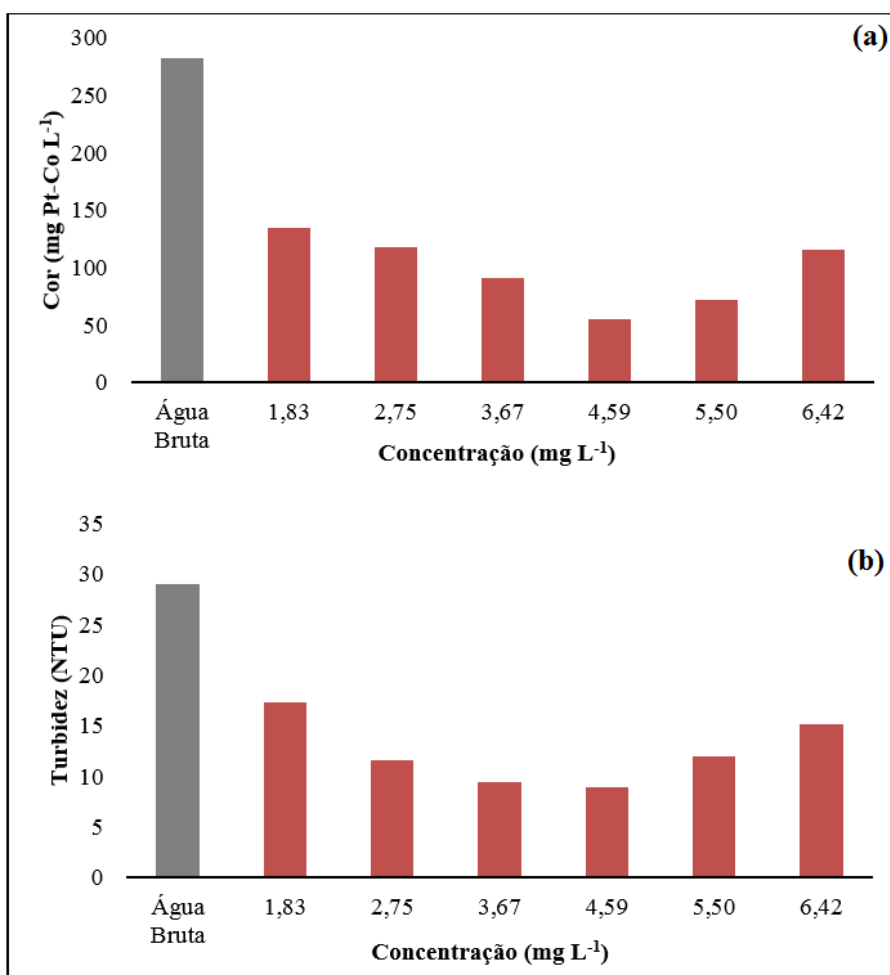 (a)
Cor (mg Pt-Co L⁻¹)
300
250
200
150
100
50
0
Água Bruta 1,83 2,75 3,67 4,59 5,50 6,42
Concentração (mg L⁻¹)
(b)
Turbidez (NTU)
35
30
25
20
15
10
5
0
Água Bruta 1,83 2,75 3,67 4,59 5,50 6,42
Concentração (mg L⁻¹)